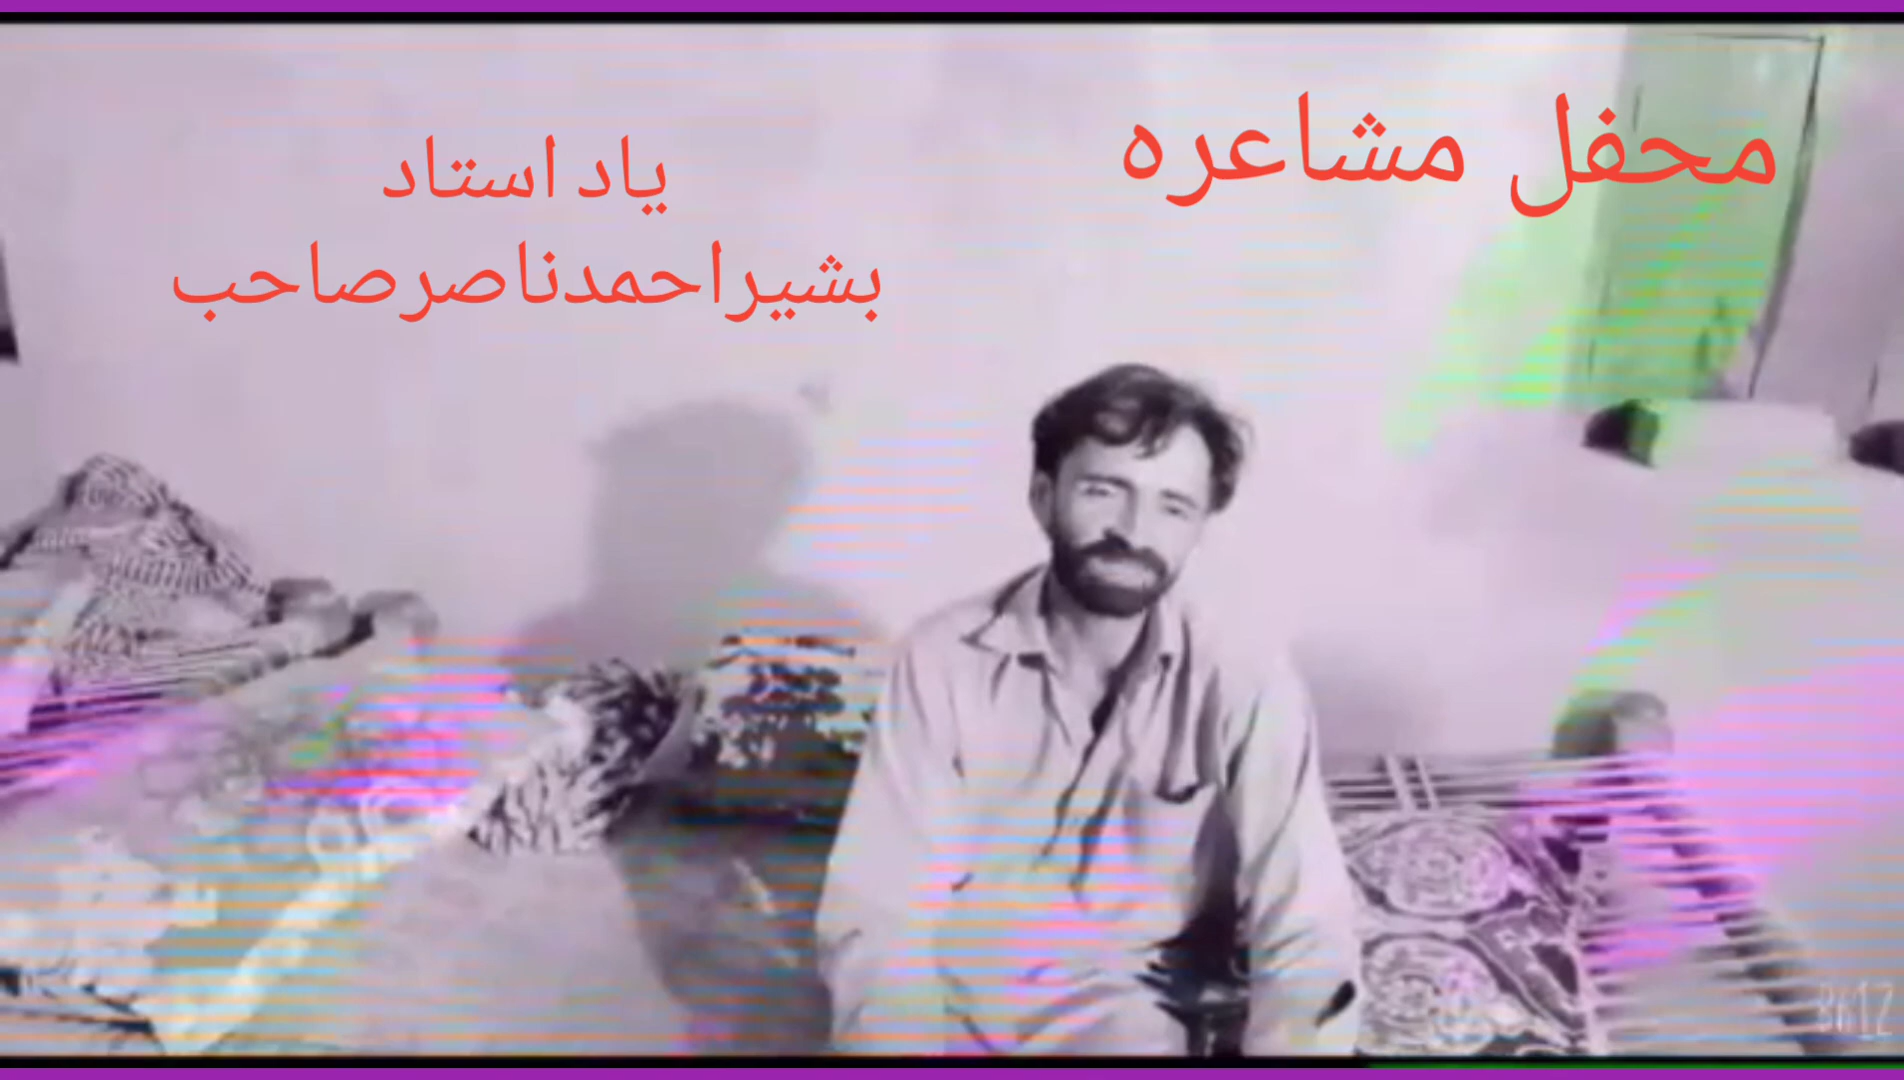 محفل مشاعرہ
یاد استاد
بشیراحمدناصرصاحب